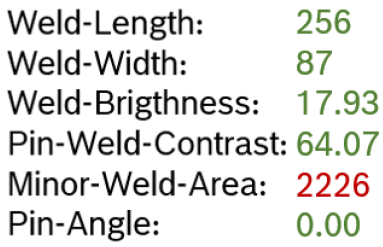 Weld-Length: 256
Weld-Width: 87
Weld-Brigthness: 17.93
Pin-Weld-Contrast: 64.07
Minor-Weld-Area: 2226
Pin-Angle: 0.00